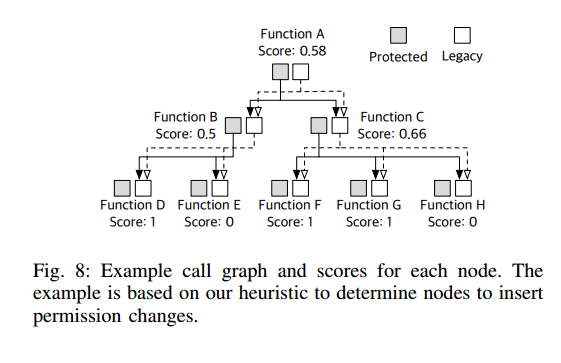 Function A
Score: 0.58
Protected Legacy
Function B
Score: 0.5
Function C
Score: 0.66
Function D Function E Function F Function G Function H
Score: 1 Score: 0 Score: 1 Score: 1 Score: 0
Fig. 8: Example call graph and scores for each node. The
example is based on our heuristic to determine nodes to insert
permission changes.